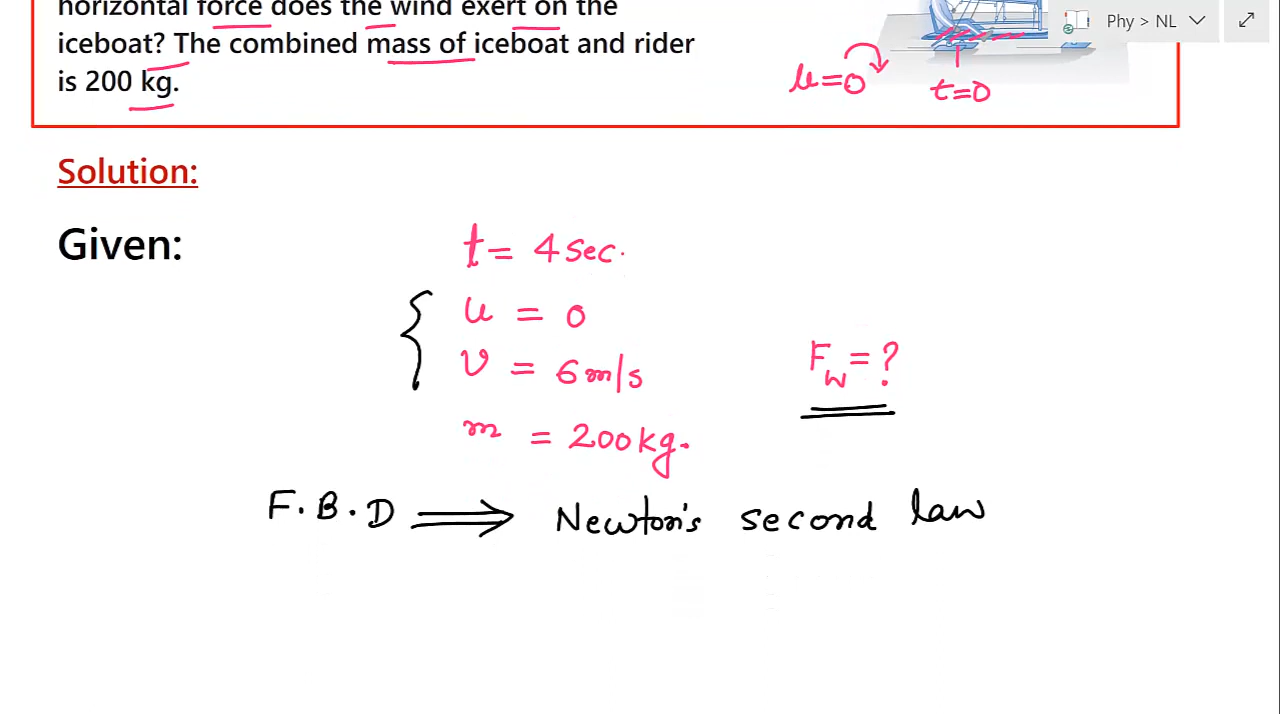 horizontal force does the wind exert on the
iceboat? The combined mass of iceboat and rider
is 200 kg.
Phy > NL
u=0
t=0
Solution:
Given:
t= 4 sec.
u = 0
v = 6 m/s
F_w = ?
m = 200 kg.
F.B.D ⟹ Newton's second law